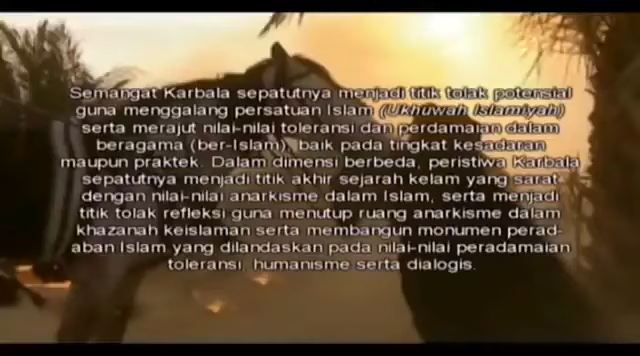 Semangat Karbala sepatutnya menjadi titik tolak potensial
guna menggalang persatuan Islam (Ukhuwah Islamiyah)
serta merajut nilai-nilai toleransi dan perdamaian dalam
beragama (ber-Islam), baik pada tingkat kesadaran
maupun praktek. Dalam dimensi berbeda, peristiwa Karbala
sepatutnya menjadi titik akhir sejarah kelam yang sarat
dengan nilai-nilai anarkisme dalam Islam, serta menjadi
titik tolak refleksi guna menutup ruang anarkisme dalam
khazanah keislaman serta membangun monumen perad-
aban Islam yang dilandaskan pada nilai-nilai peradamaian
toleransi, humanisme serta dialogis.